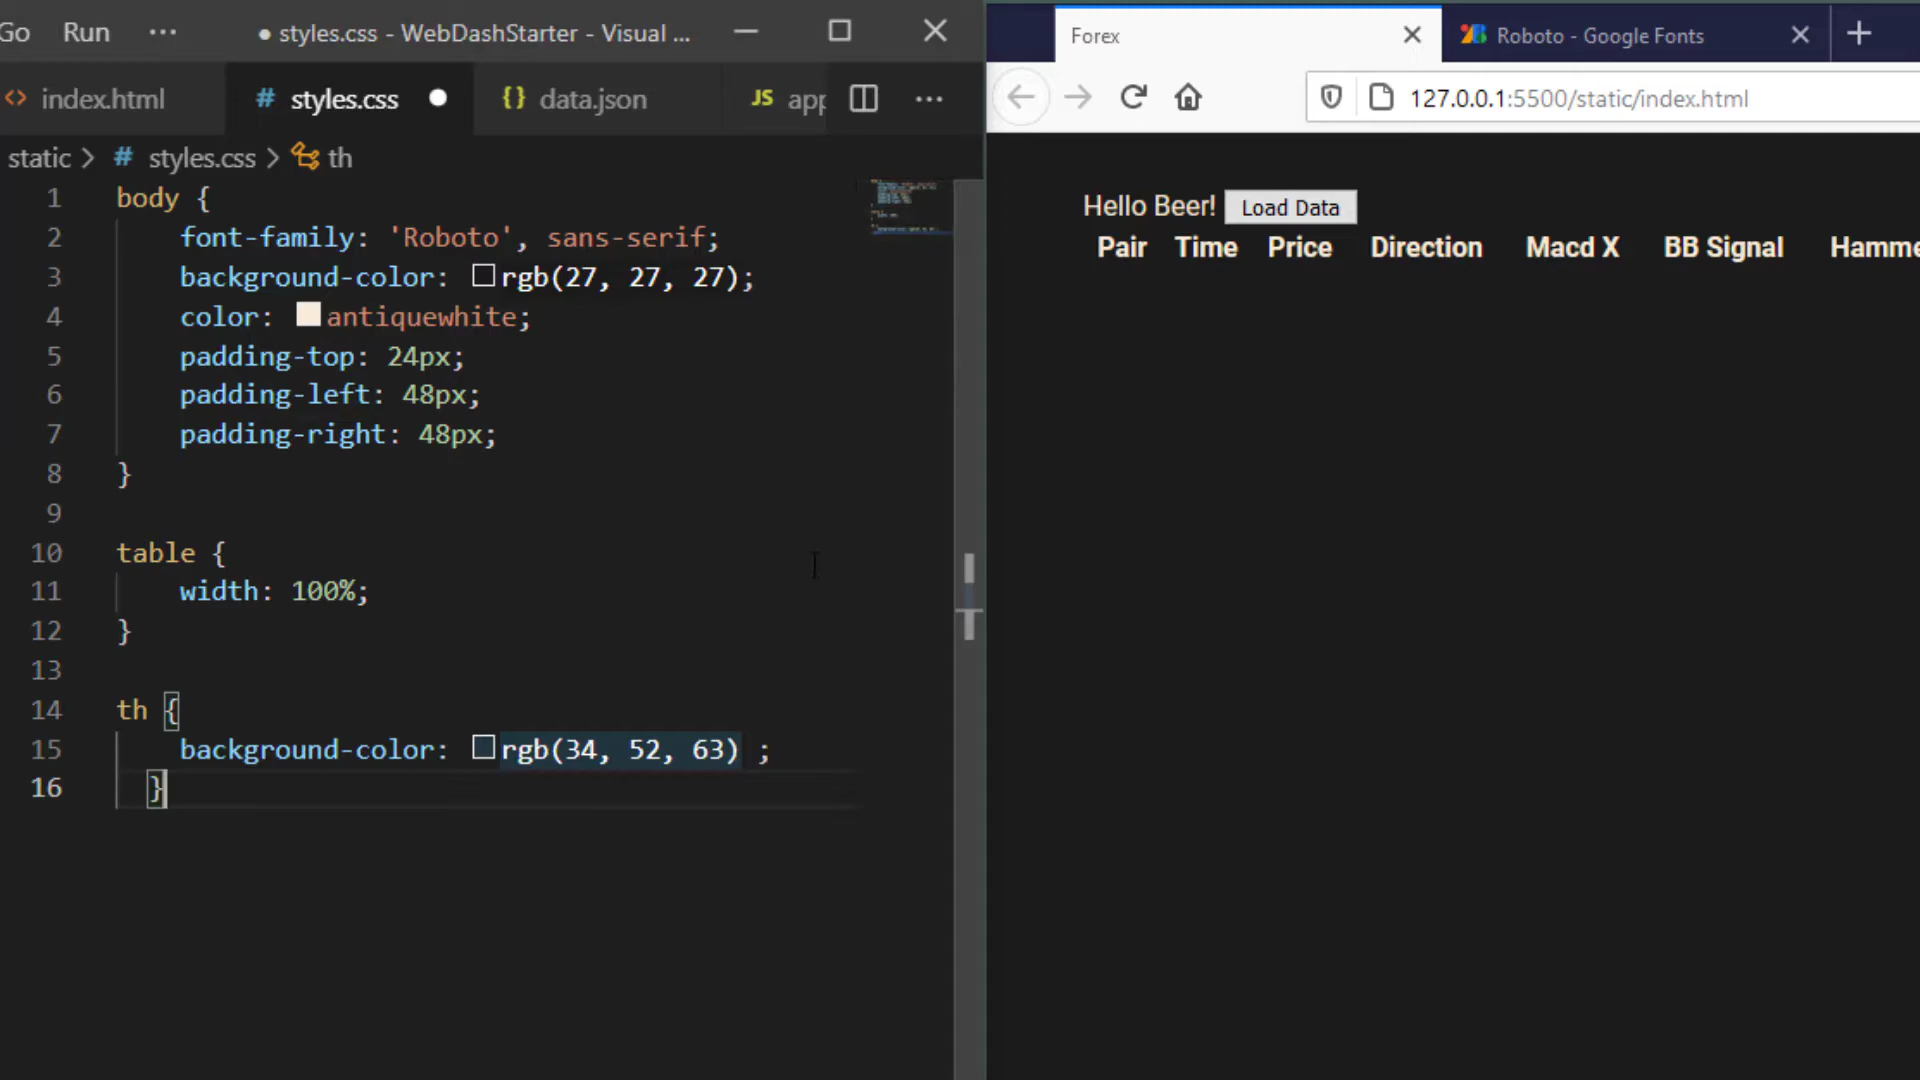 Go Run ··· ● styles.css - WebDashStarter - Visual ...
<> index.html # styles.css ● {} data.json JS app ···
static > # styles.css > th
1 body {
2 font-family: 'Roboto', sans-serif;
3 background-color: rgb(27, 27, 27);
4 color: antiquewhite;
5 padding-top: 24px;
6 padding-left: 48px;
7 padding-right: 48px;
8 }
9
10 table {
11 width: 100%;
12 }
13
14 th {
15 background-color: rgb(34, 52, 63) ;
16 }
Forex Roboto - Google Fonts
127.0.0.1:5500/static/index.html
Hello Beer! Load Data
Pair Time Price Direction Macd X BB Signal Hamme